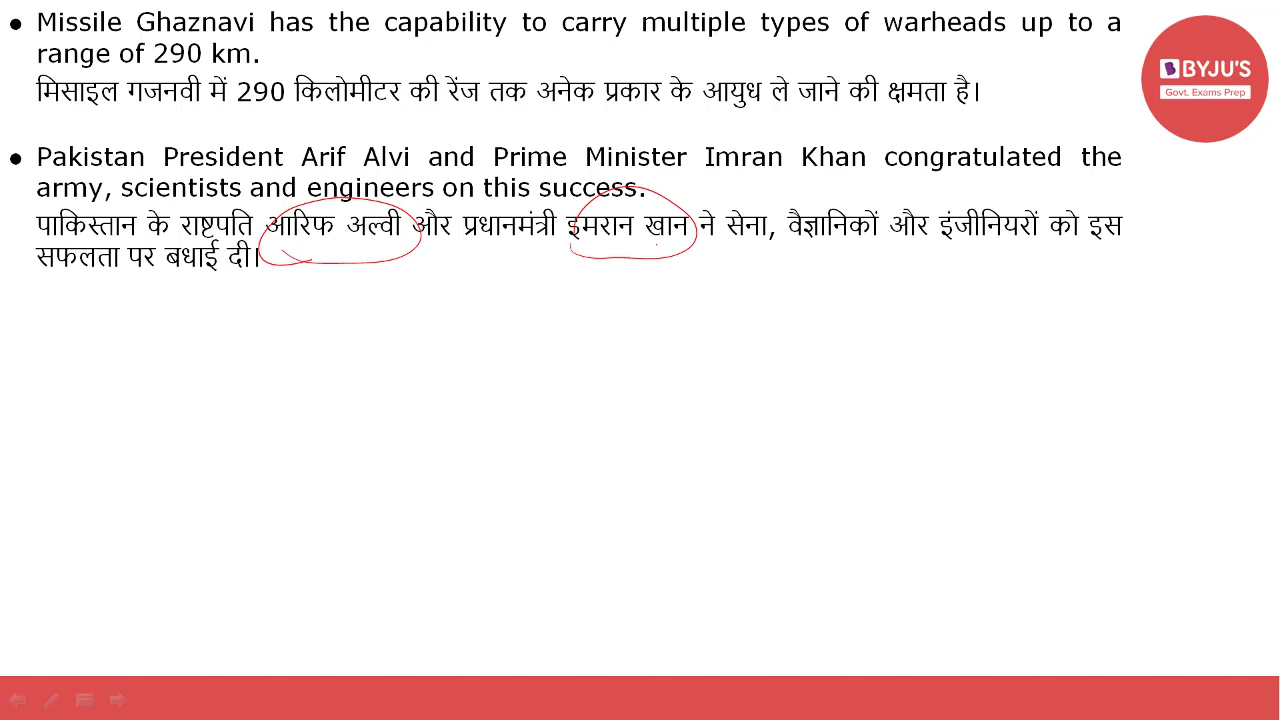 • Missile Ghaznavi has the capability to carry multiple types of warheads up to a
range of 290 km.
मिसाइल गजनवी में 290 किलोमीटर की रेंज तक अनेक प्रकार के आयुध ले जाने की क्षमता है।
• Pakistan President Arif Alvi and Prime Minister Imran Khan congratulated the
army, scientists and engineers on this success.
पाकिस्तान के राष्ट्रपति आरिफ अल्वी और प्रधानमंत्री इमरान खान ने सेना, वैज्ञानिकों और इंजीनियरों को इस
सफलता पर बधाई दी।
BYJU'S
Govt. Exams Prep